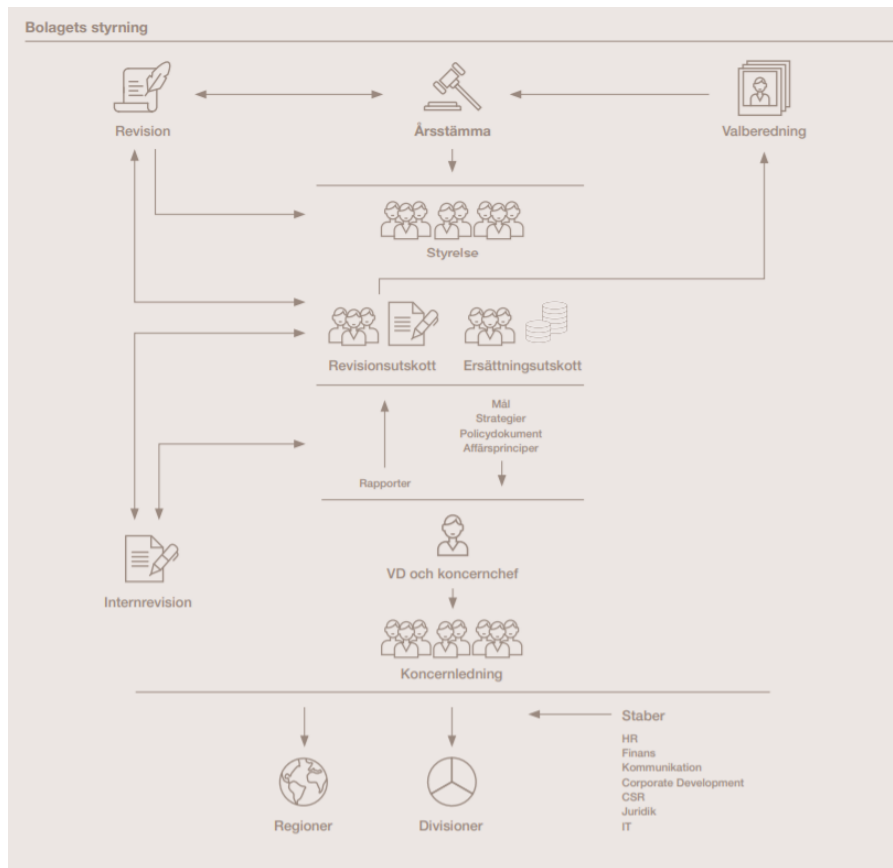 Bolagets styrning
Revision
Årsstämma
Valberedning
Styrelse
Revisionsutskott
Ersättningsutskott
Mål
Strategier
Policydokument
Affärsprinciper
Rapporter
VD och koncernchef
Internrevision
Koncernledning
Staber
HR
Finans
Kommunikation
Corporate Development
CSR
Juridik
IT
Regioner
Divisioner